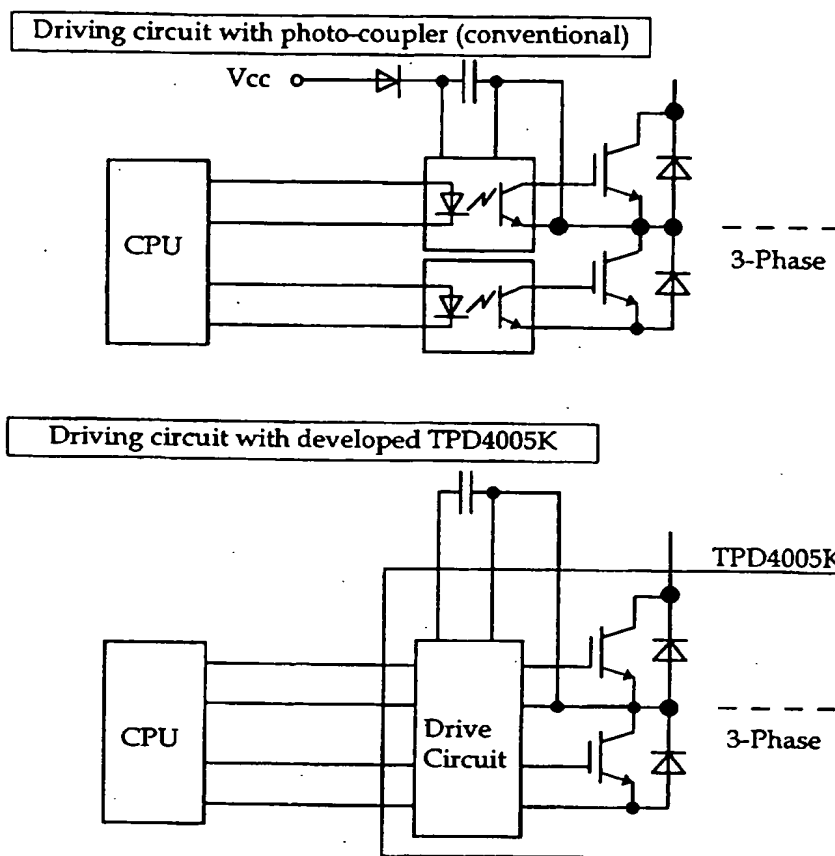 Driving circuit with photo-coupler (conventional)
Vcc
CPU
3-Phase
Driving circuit with developed TPD4005K
TPD4005K
CPU
Drive
Circuit
3-Phase